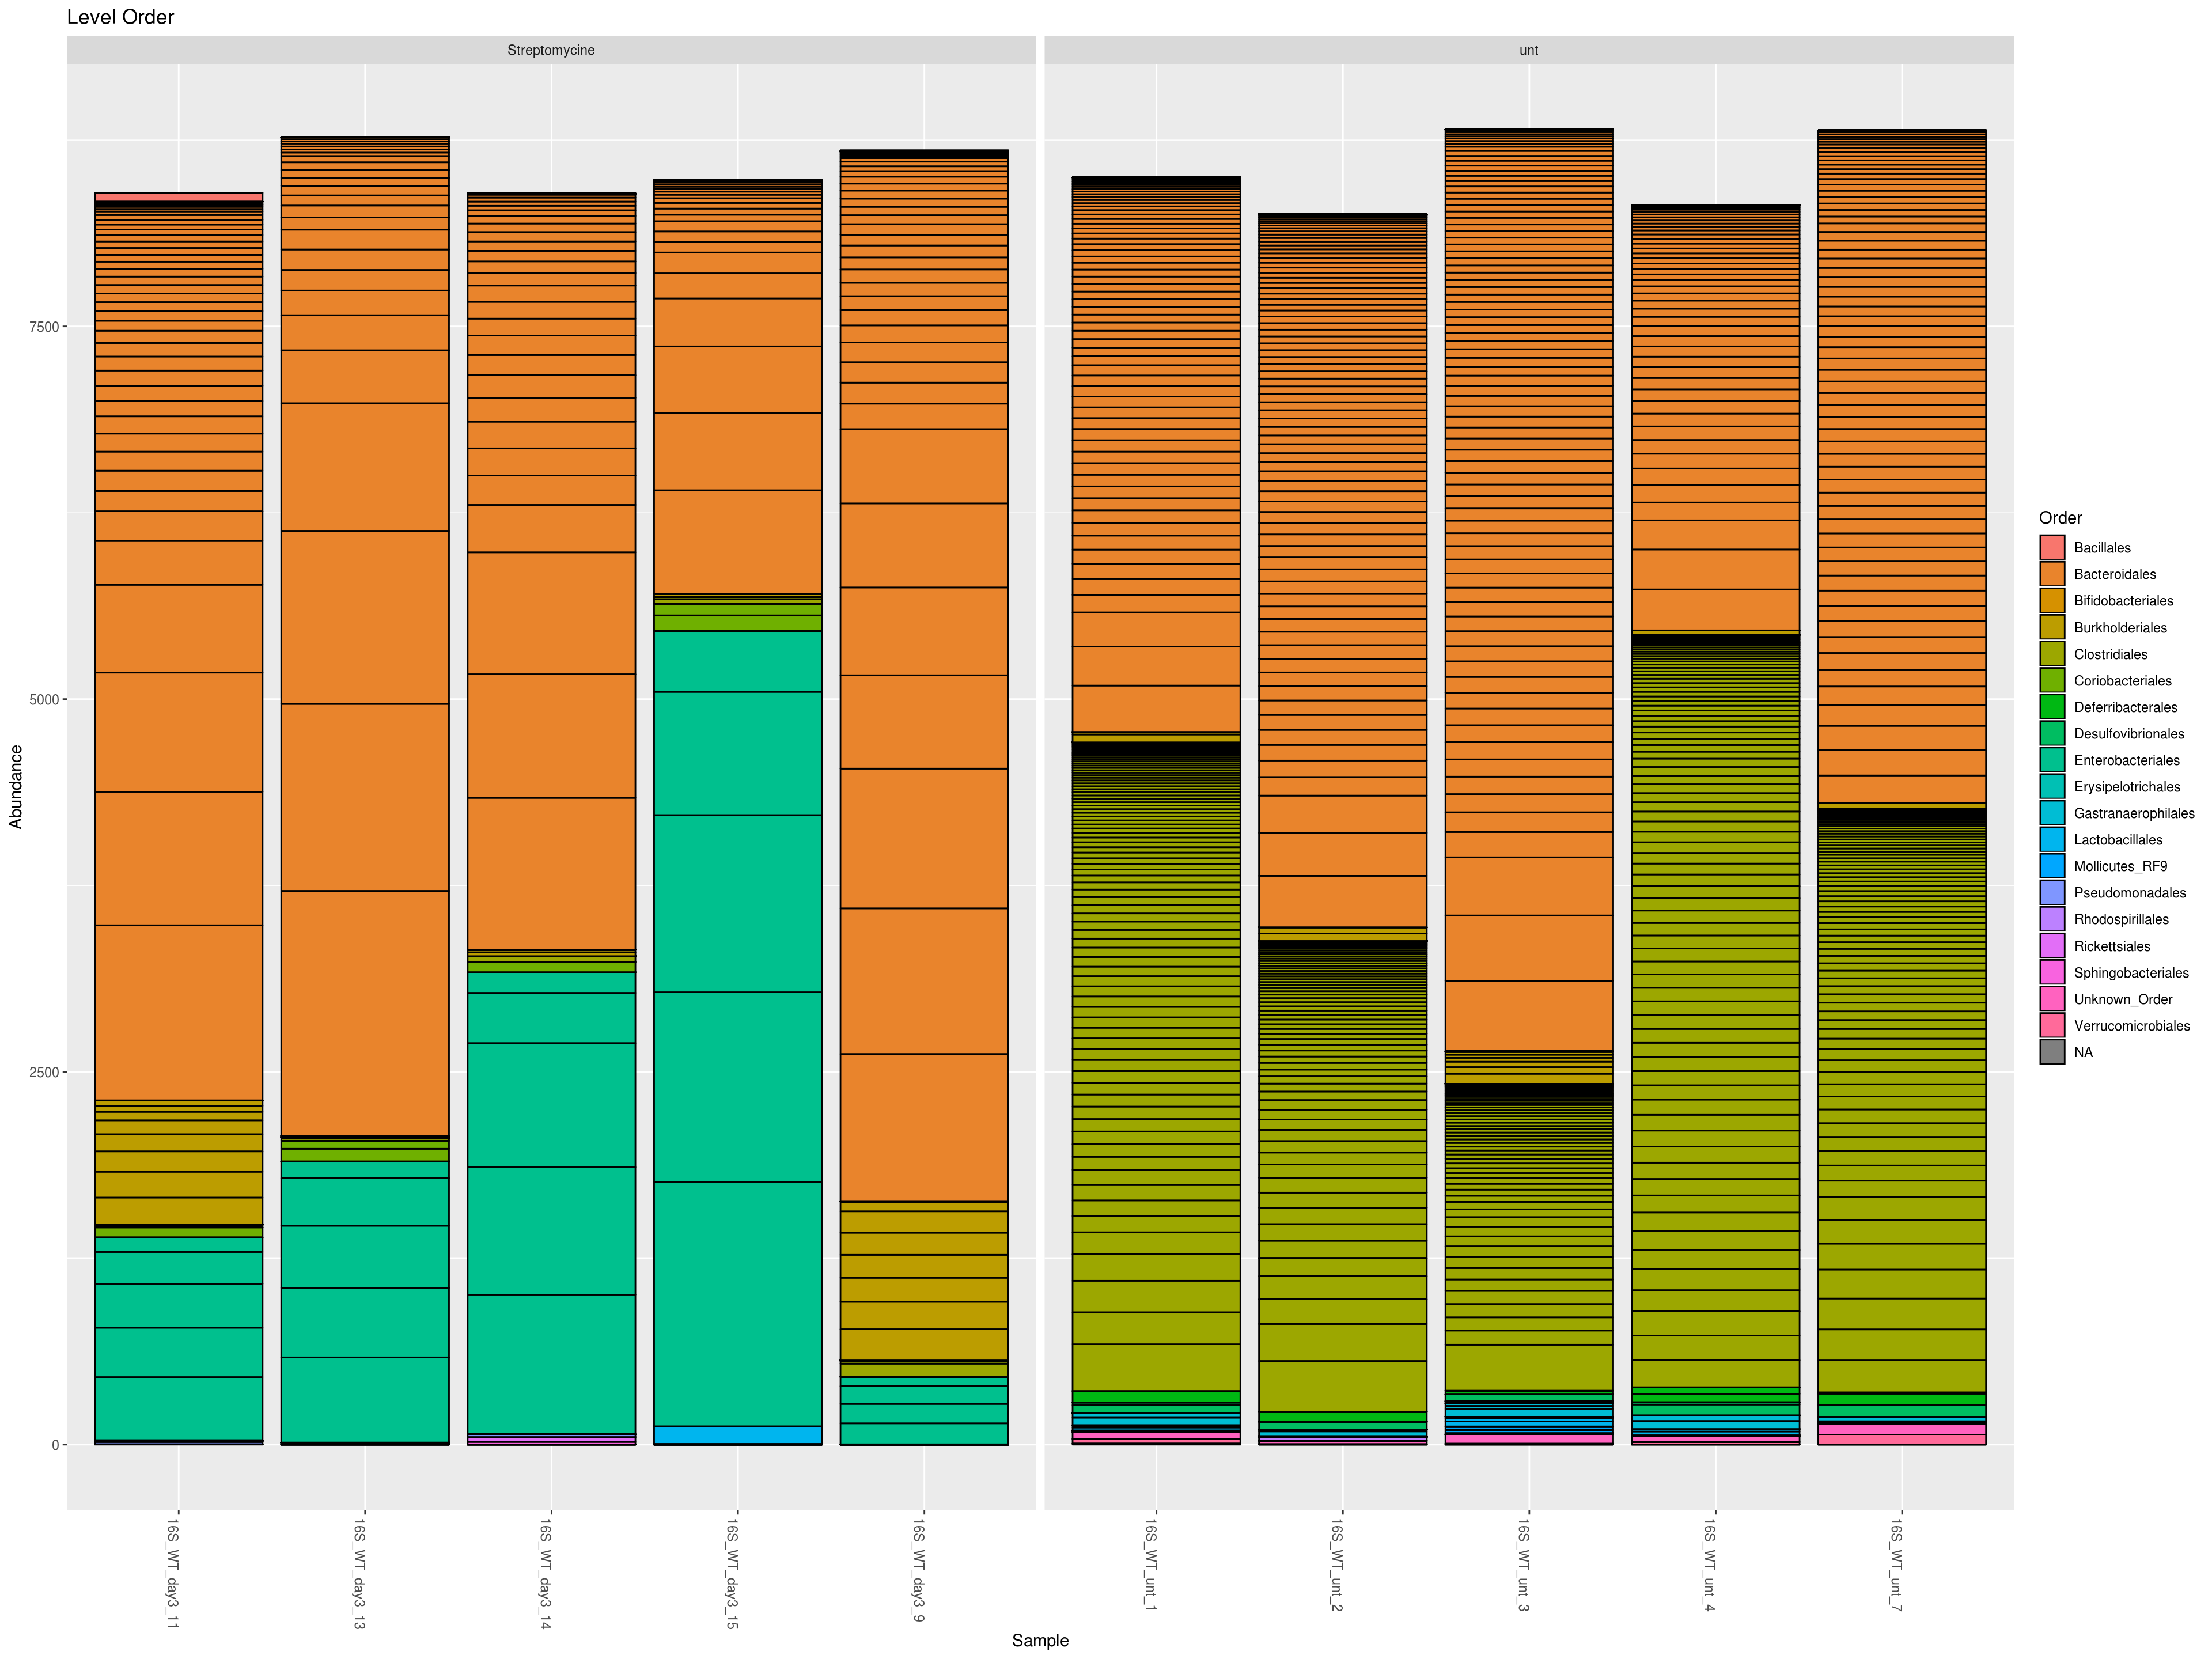 Level Order
Streptomycine
unt
7500
5000
2500
0
Abundance
16S_WT_day3_11
16S_WT_day3_13
16S_WT_day3_14
16S_WT_day3_15
16S_WT_day3_9
16S_WT_unt_1
16S_WT_unt_2
16S_WT_unt_3
16S_WT_unt_4
16S_WT_unt_7
Sample
Order
Bacillales
Bacteroidales
Bifidobacteriales
Burkholderiales
Clostridiales
Coriobacteriales
Deferribacterales
Desulfovibrionales
Enterobacteriales
Erysipelotrichales
Gastranaerophilales
Lactobacillales
Mollicutes_RF9
Pseudomonadales
Rhodospirillales
Rickettsiales
Sphingobacteriales
Unknown_Order
Verrucomicrobiales
NA